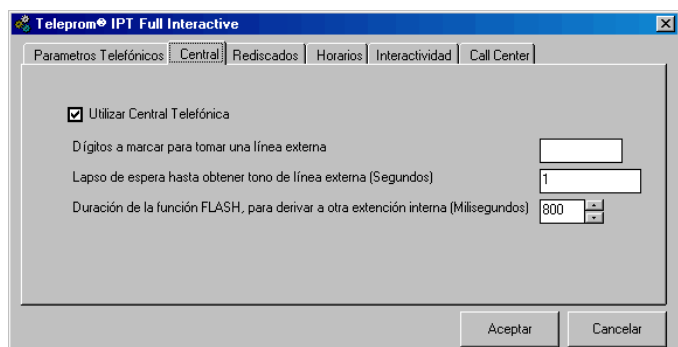 Teleprom® IPT Full Interactive
Parametros Telefónicos Central Rediscados Horarios Interactividad Call Center
Utilizar Central Telefónica
Dígitos a marcar para tomar una línea externa
Lapso de espera hasta obtener tono de línea externa (Segundos) 1
Duración de la función FLASH, para derivar a otra extención interna (Milisegundos) 800
Aceptar Cancelar